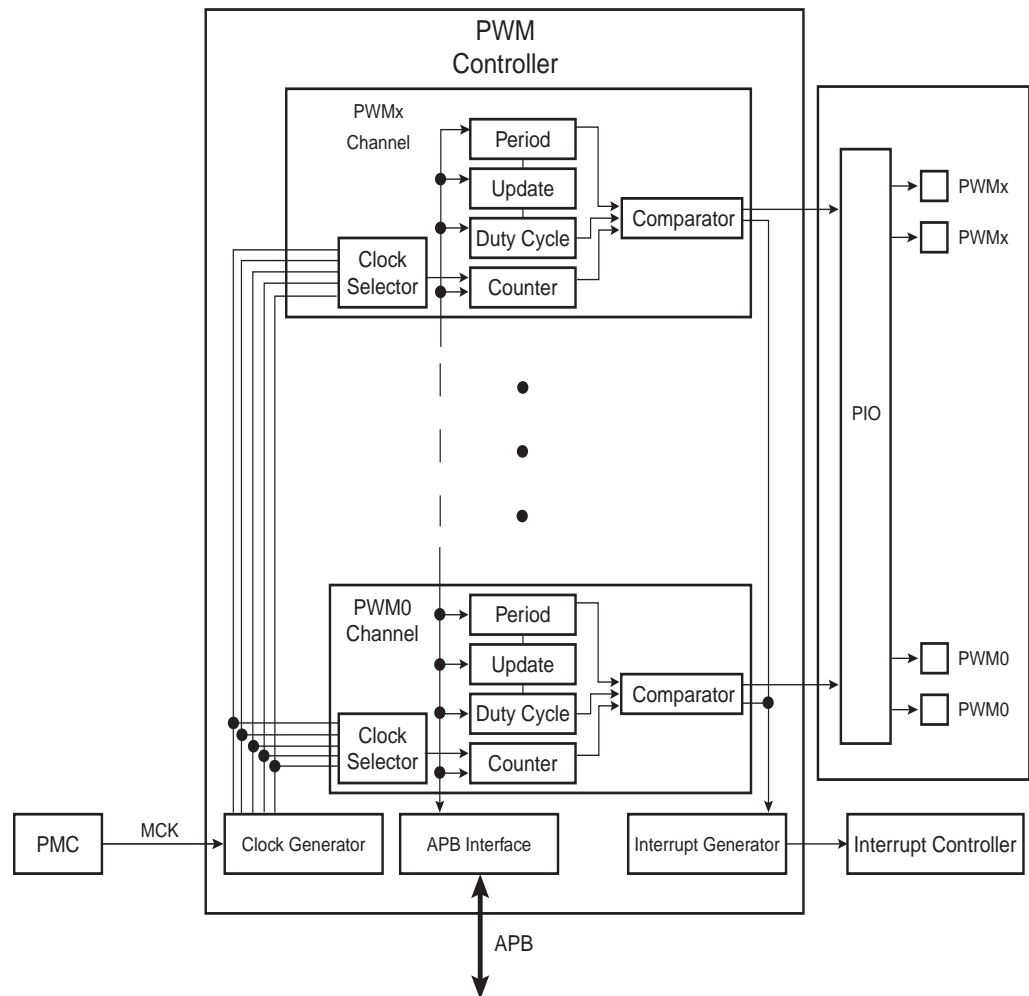 PWM
Controller
PWMx
Channel
Period
Update
Duty Cycle
Counter
Clock
Selector
Comparator
PIO
PWMx
PWMx
PWM0
Channel
Period
Update
Duty Cycle
Counter
Clock
Selector
Comparator
PWM0
PWM0
PMC
MCK
Clock Generator
APB Interface
Interrupt Generator
Interrupt Controller
APB